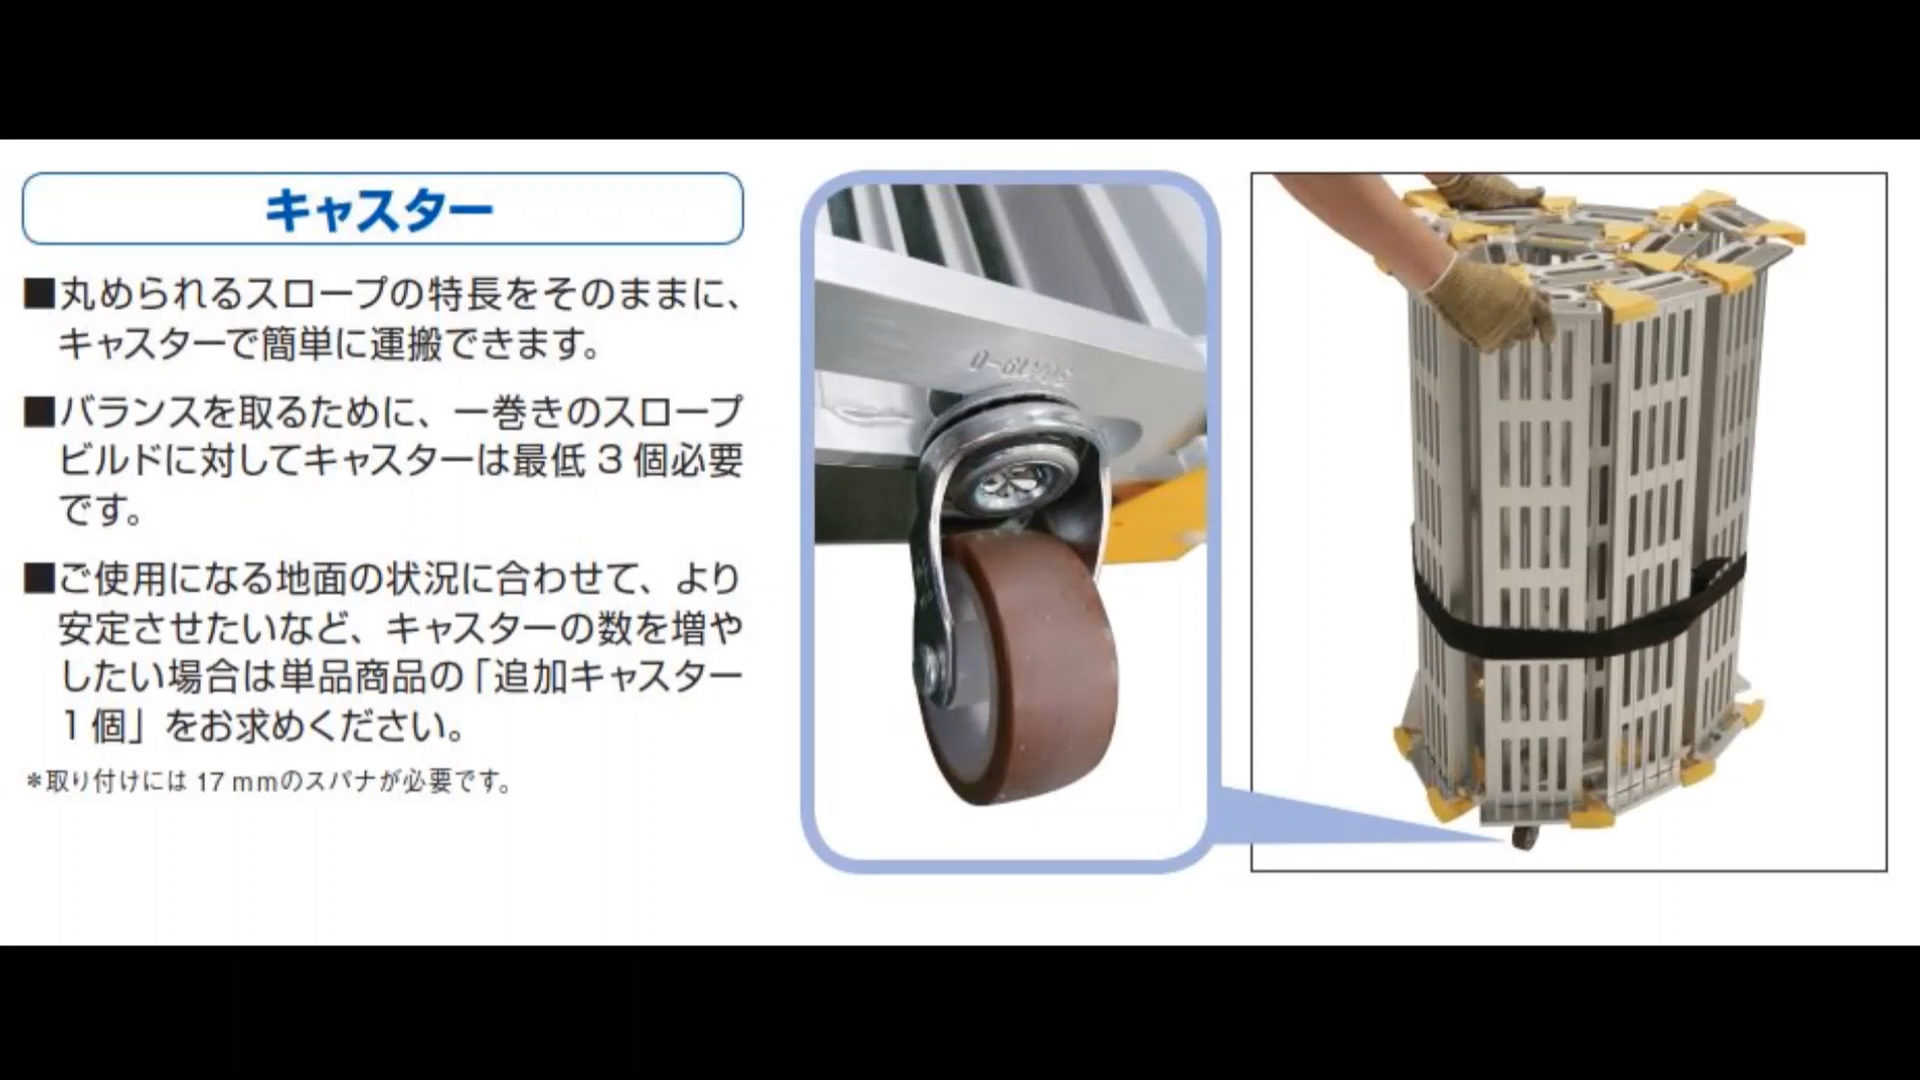 キャスター
■丸められるスロープの特長をそのままに、
キャスターで簡単に運搬できます。
■バランスを取るために、一巻きのスロープ
ビルドに対してキャスターは最低 3 個必要
です。
■ご使用になる地面の状況に合わせて、より
安定させたいなど、キャスターの数を増や
したい場合は単品商品の「追加キャスター
1 個」をお求めください。
＊取り付けには 17 mmのスパナが必要です。